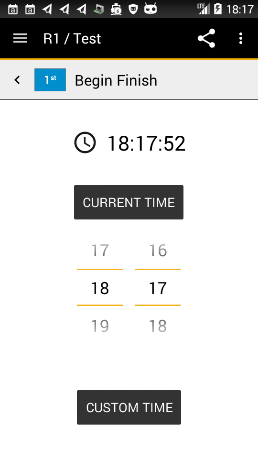 18:17
R1 / Test
1st Begin Finish
18:17:52
CURRENT TIME
17 16
18 17
19 18
CUSTOM TIME